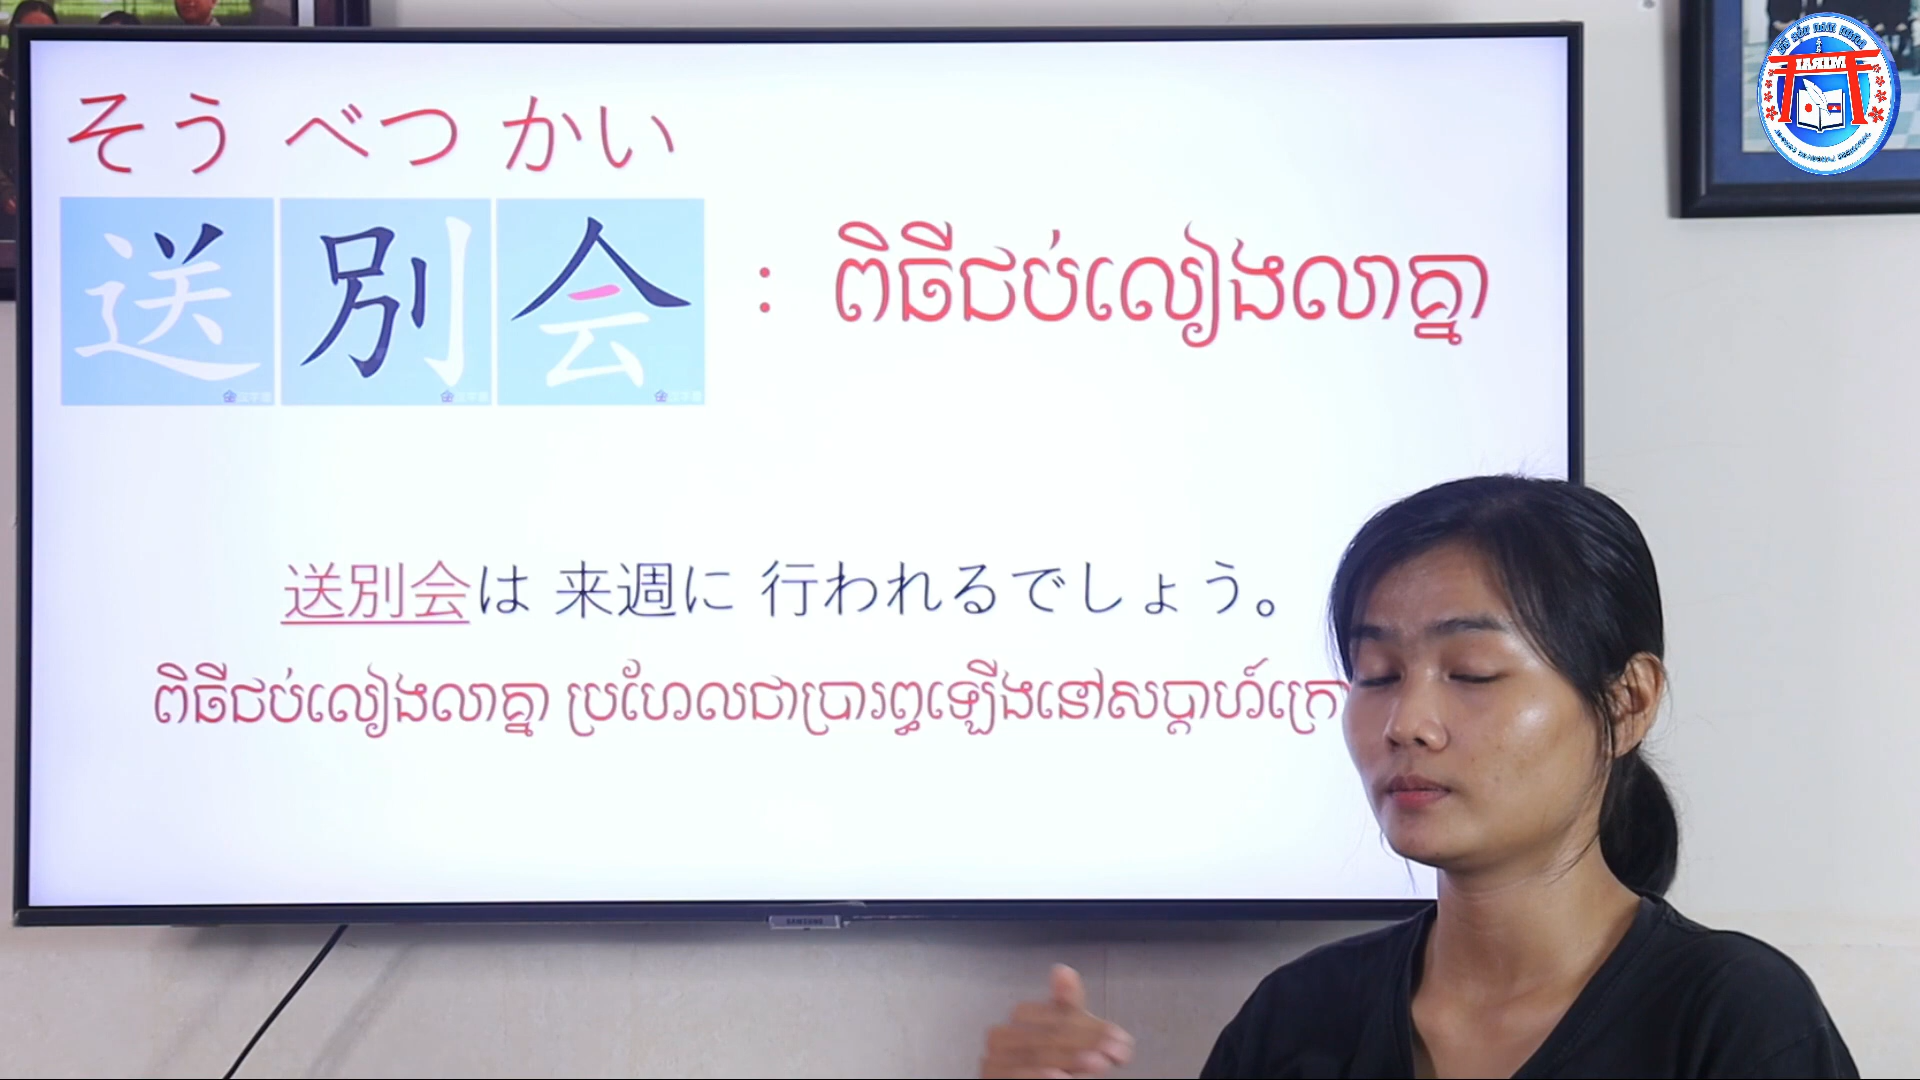 そう べつ かい
送別会 : ពិធីជប់លៀងលាគ្នា
送別会は 来週に 行われるでしょう。
ពិធីជប់លៀងលាគ្នា ប្រហែលជាប្រារព្ធឡើងនៅសប្តាហ៍ក្រោ
SAMSUNG
MIRAI